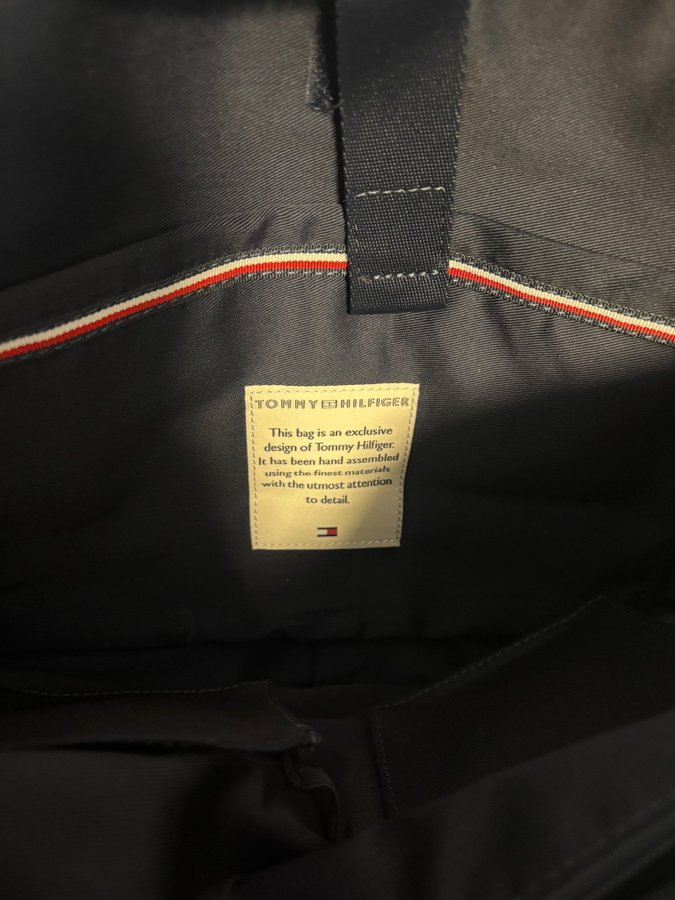 TOMMY HILFIGER
This bag is an exclusive
design of Tommy Hilfiger.
It has been hand assembled
using the finest materials
with the utmost attention
to detail.